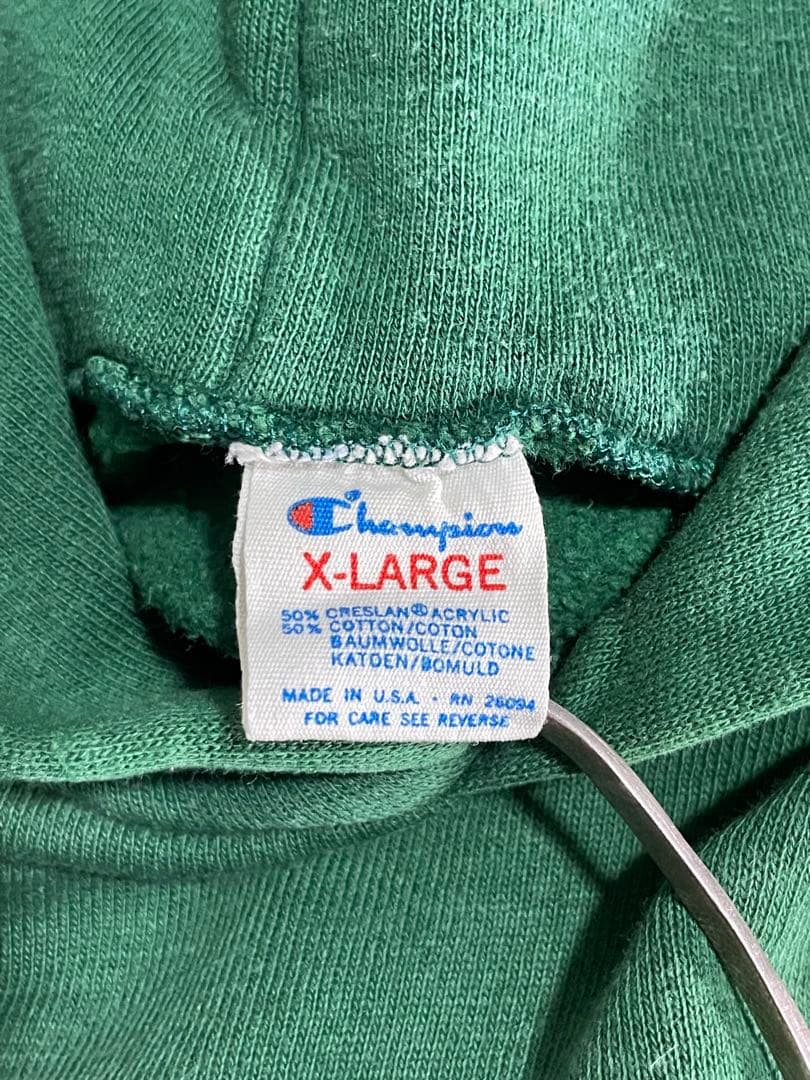 Champion
X-LARGE
50% CRESLAN® ACRYLIC
50% COTTON/COTON
BAUMWOLLE/COTONE
KATOEN/BOMULD
MADE IN U.S.A. · RN 26094
FOR CARE SEE REVERSE